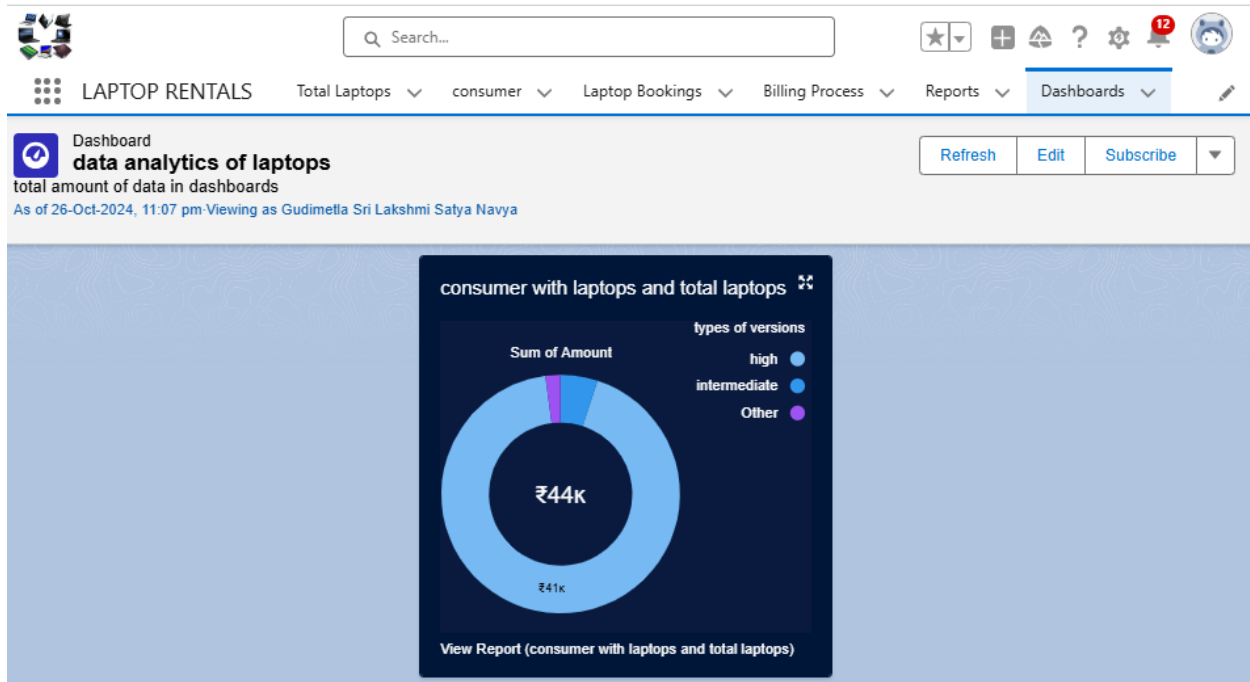 Search...
12
LAPTOP RENTALS Total Laptops consumer Laptop Bookings Billing Process Reports Dashboards
Dashboard
data analytics of laptops
total amount of data in dashboards
As of 26-Oct-2024, 11:07 pm·Viewing as Gudimetla Sri Lakshmi Satya Navya
Refresh Edit Subscribe
consumer with laptops and total laptops
types of versions
high
intermediate
Other
Sum of Amount
₹44K
₹41K
View Report (consumer with laptops and total laptops)